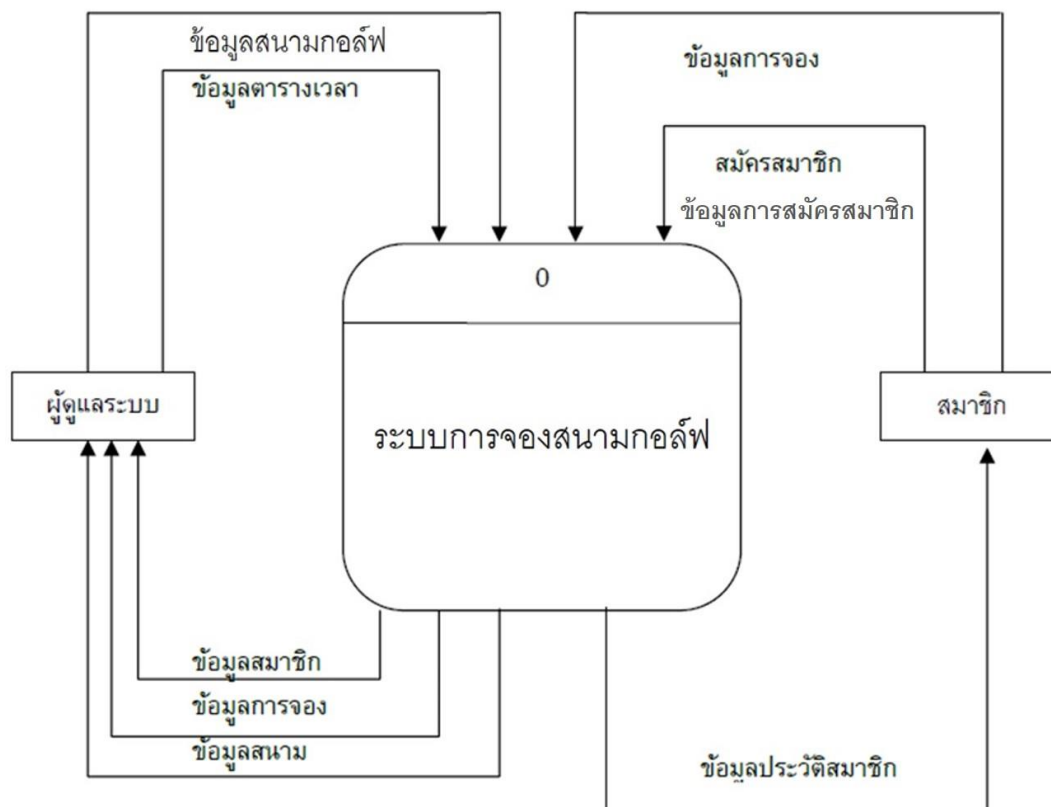 ข้อมูลสนามกอล์ฟ
ข้อมูลตารางเวลา
ข้อมูลการจอง
สมัครสมาชิก
ข้อมูลการสมัครสมาชิก
0
ผู้ดูแลระบบ
ระบบการจองสนามกอล์ฟ
สมาชิก
ข้อมูลสมาชิก
ข้อมูลการจอง
ข้อมูลสนาม
ข้อมูลประวัติสมาชิก